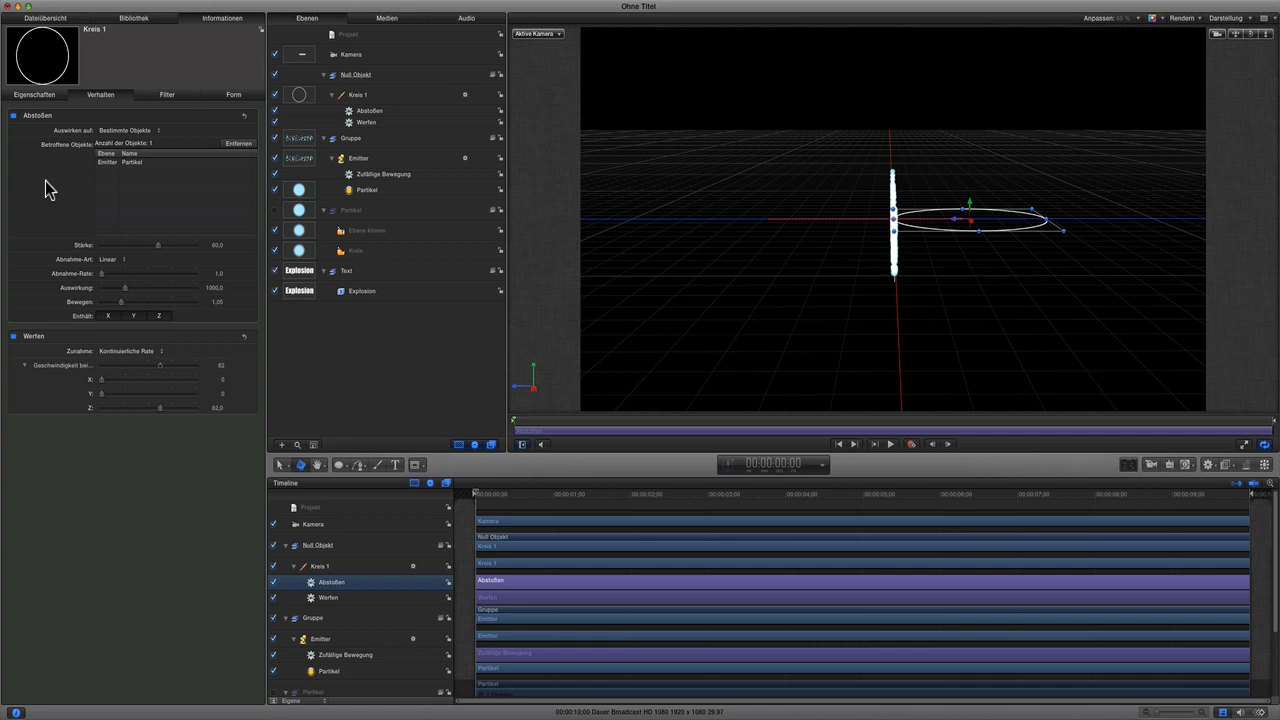 Ohne Titel
Dateiübersicht Bibliothek Informationen
Kreis 1
Eigenschaften Verhalten Filter Form
Abstoßen
Auswirken auf: Bestimmte Objekte
Betroffene Objekte: Anzahl der Objekte: 1 Entfernen
Ebene Name
Emitter Partikel
Stärke: 60,0
Abnahme-Art: Linear
Abnahme-Rate: 1,0
Auswirkung: 1000,0
Bewegen: 1,05
Enthält: X Y Z
Werfen
Zunahme: Kontinuierliche Rate
Geschwindigkeit bei... 62
X: 0
Y: 0
Z: 62,0
Ebenen Medien Audio
Projekt
Kamera
Null Objekt
Kreis 1
Abstoßen
Werfen
Gruppe
Emitter
Zufällige Bewegung
Partikel
Partikel
Ebene klonen
Kreis
Explosion Text
Explosion Explosion
Anpassen: 65 % Rendern Darstellung
Aktive Kamera
Abstoßen
00:00:00:00
Timeline
00:00:00;00 00:00:01;00 00:00:02;00 00:00:03;00 00:00:04;00 00:00:05;00 00:00:06;00 00:00:07;00 00:00:08;00 00:00:09;00
Projekt
Kamera Kamera
Null Objekt Null Objekt
Kreis 1
Kreis 1 Kreis 1
Abstoßen Abstoßen
Werfen Werfen
Gruppe Gruppe
Emitter
Emitter Emitter
Zufällige Bewegung Zufällige Bewegung
Partikel Partikel
Partikel Partikel
Eigene
00:00:10;00 Dauer Broadcast HD 1080 1920 x 1080 29.97